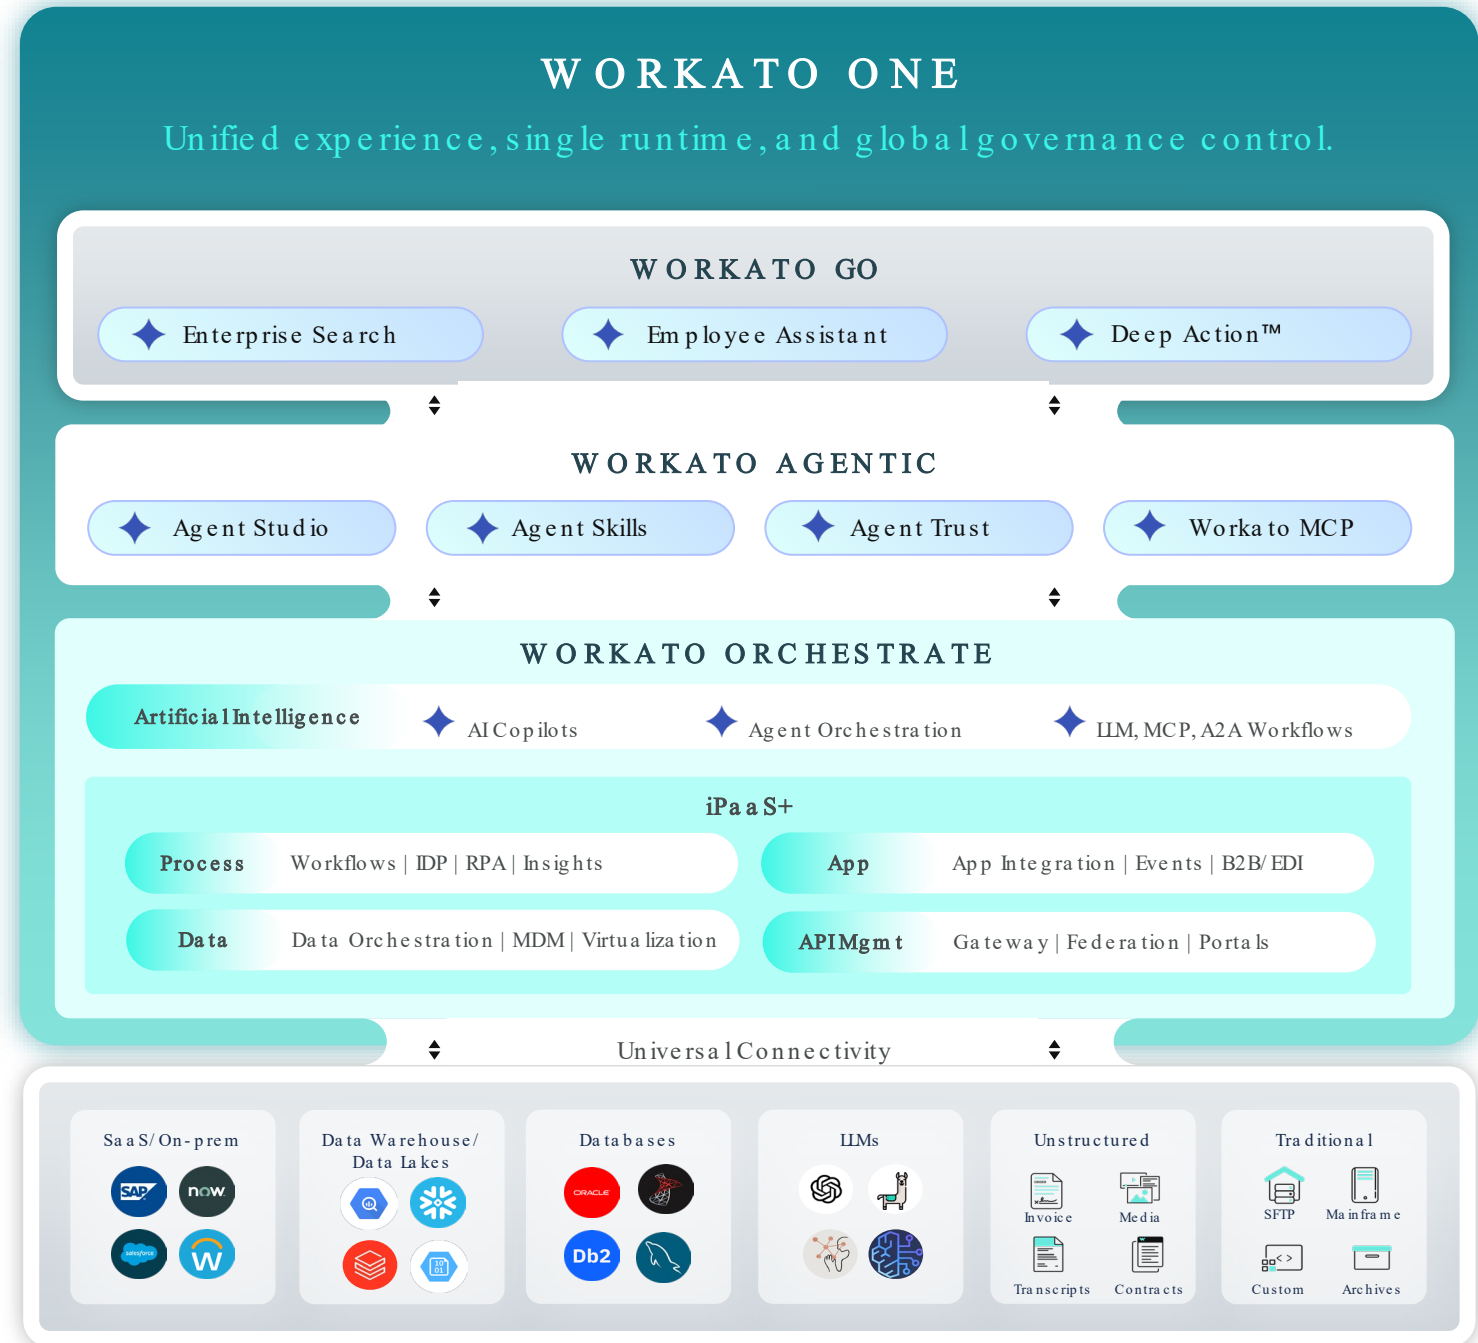 WORKATO ONE
Unified experience, single runtime, and global governance control.
WORKATO GO
Enterprise Search
Employee Assistant
Deep Action™
WORKATO AGENTIC
Agent Studio
Agent Skills
Agent Trust
Workato MCP
WORKATO ORCHESTRATE
Artificial Intelligence
AI Copilots
Agent Orchestration
LLM, MCP, A2A Workflows
iPaaS+
Process
Workflows | IDP | RPA | Insights
App
App Integration | Events | B2B/EDI
Data
Data Orchestration | MDM | Virtualization
API Mgmt
Gateway | Federation | Portals
Universal Connectivity
SaaS/On-prem
SAP
now
salesforce
W
Data Warehouse/
Data Lakes
10
01
Databases
ORACLE
Db2
LLMs
Unstructured
Invoice
Media
Transcripts
Contracts
Traditional
SFTP
Mainframe
Custom
Archives